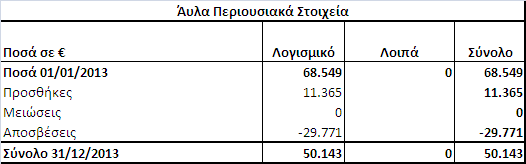 Άυλα Περιουσιακά Στοιχεία
Ποσά σε € Λογισμικό Λοιπά Σύνολο
Ποσά 01/01/2013 68.549 0 68.549
Προσθήκες 11.365 11.365
Μειώσεις 0 0
Αποσβέσεις -29.771 -29.771
Σύνολο 31/12/2013 50.143 0 50.143